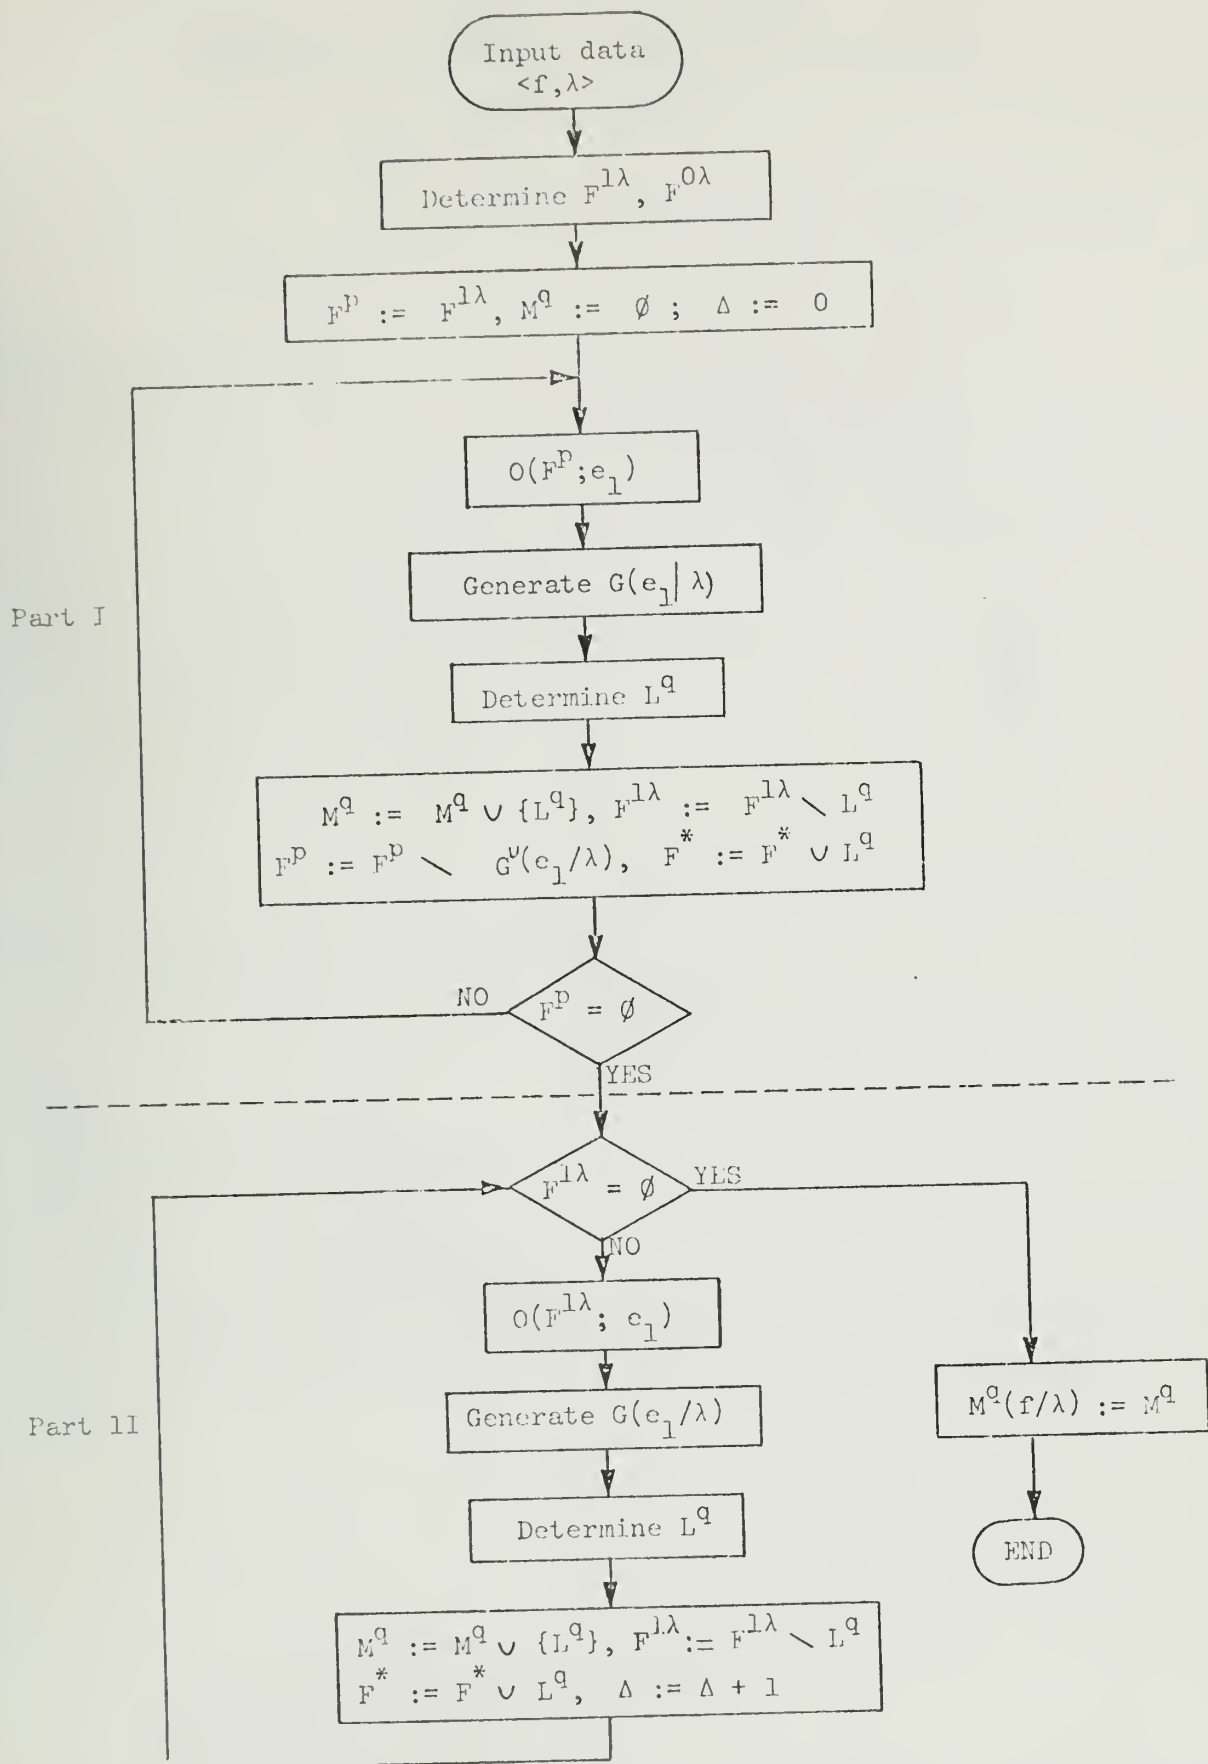 Input data
<f,λ>
Determine F^{1λ}, F^{0λ}
F^p := F^{1λ}, M^q := ∅ ; Δ := 0
O(F^p;e_1)
Generate G(e_1| λ)
Part I
Determine L^q
M^q := M^q ∪ {L^q}, F^{1λ} := F^{1λ} \ L^q
F^p := F^p \ G^∪(e_1/λ), F^* := F^* ∪ L^q
NO
F^p = ∅
YES
F^{1λ} = ∅
YES
NO
O(F^{1λ}; e_1)
M^q(f/λ) := M^q
Generate G(e_1/λ)
Part II
Determine L^q
END
M^q := M^q ∪ {L^q}, F^{1λ} := F^{1λ} \ L^q
F^* := F^* ∪ L^q, Δ := Δ + 1